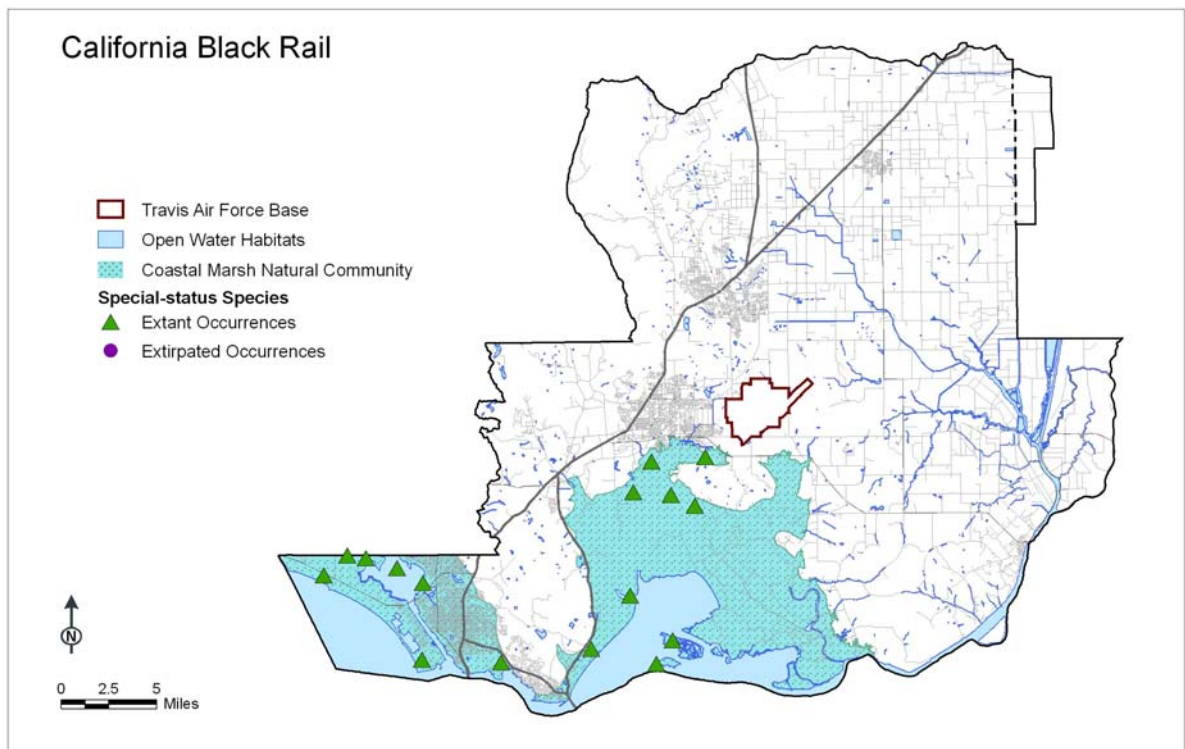 California Black Rail
Travis Air Force Base
Open Water Habitats
Coastal Marsh Natural Community
Special-status Species
Extant Occurrences
Extirpated Occurrences
N
0 2.5 5
Miles